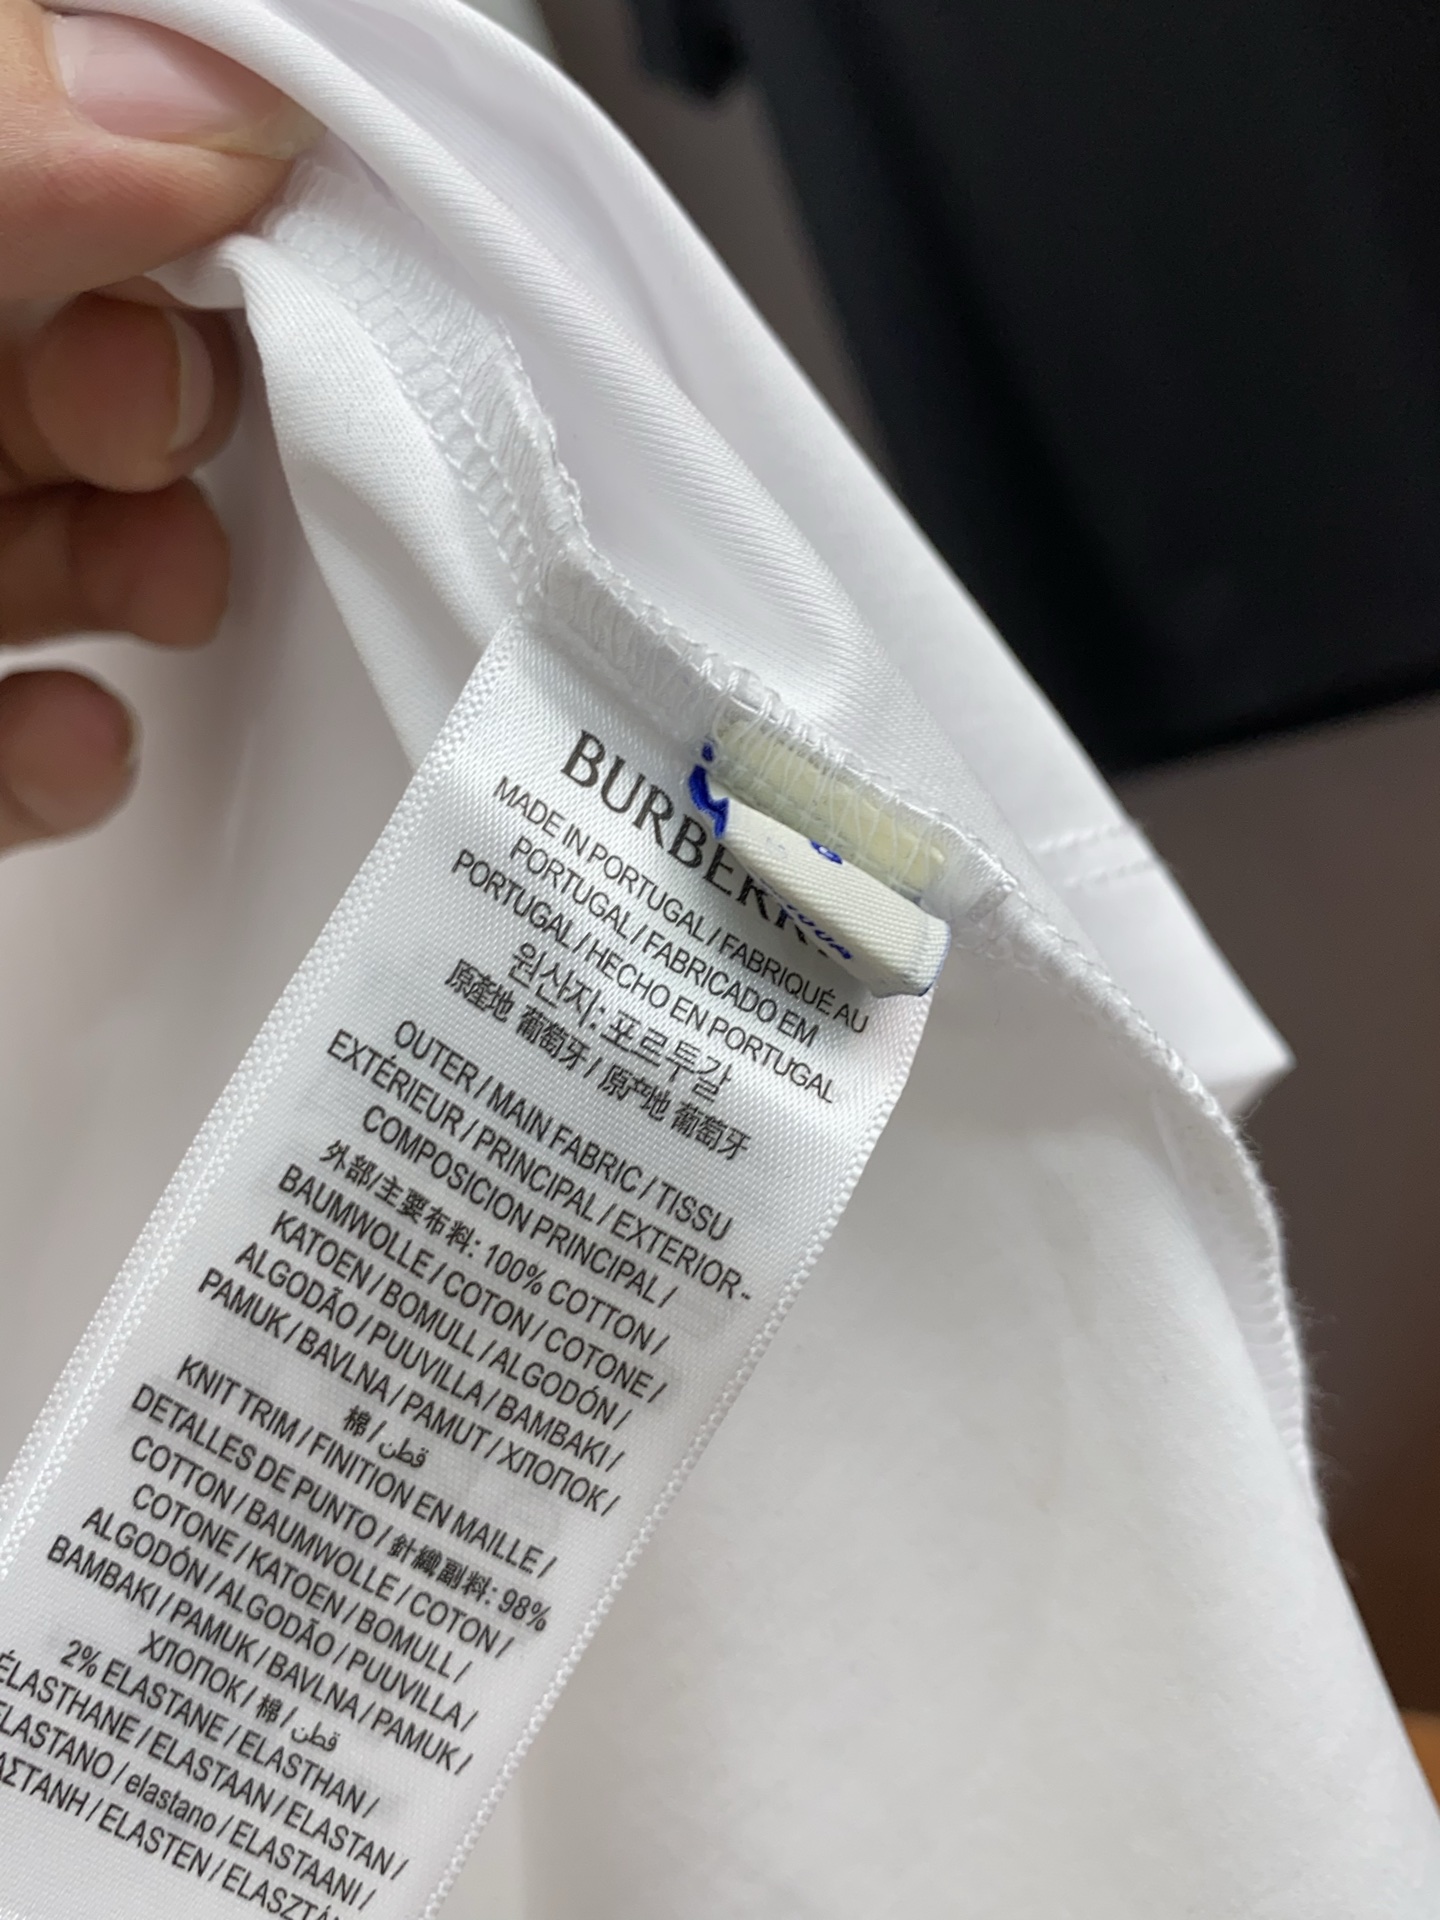 BURBERRY
MADE IN PORTUGAL / FABRIQUÉ AU
PORTUGAL / FABRICADO EM
PORTUGAL / HECHO EN PORTUGAL
원산지: 포르투갈
原產地 葡萄牙 / 原产地 葡萄牙
OUTER / MAIN FABRIC / TISSU
EXTÉRIEUR / PRINCIPAL / EXTERIOR-
COMPOSICION PRINCIPAL /
外部/主要布料: 100% COTTON /
BAUMWOLLE / COTON / COTONE /
KATOEN / BOMULL / ALGODÓN /
ALGODÃO / PUUVILLA / BAMBAKI /
PAMUK / BAVLNA / PAMUT / ХЛОПОК /
棉 / قطن
KNIT TRIM / FINITION EN MAILLE /
DETALLES DE PUNTO / 針織副料: 98%
COTTON / BAUMWOLLE / COTON /
COTONE / KATOEN / BOMULL /
ALGODÓN / ALGODÃO / PUUVILLA /
BAMBAKI / PAMUK / BAVLNA / PAMUK /
ХЛОПОК / 棉 / قطن
2% ELASTANE / ELASTHAN /
ÉLASTHANE / ELASTAAN / ELASTAN /
ELASTANO / elastano / ELASTAANI /
ΑΣΤΑΝΗ / ELASTEN / ELASZTÁ